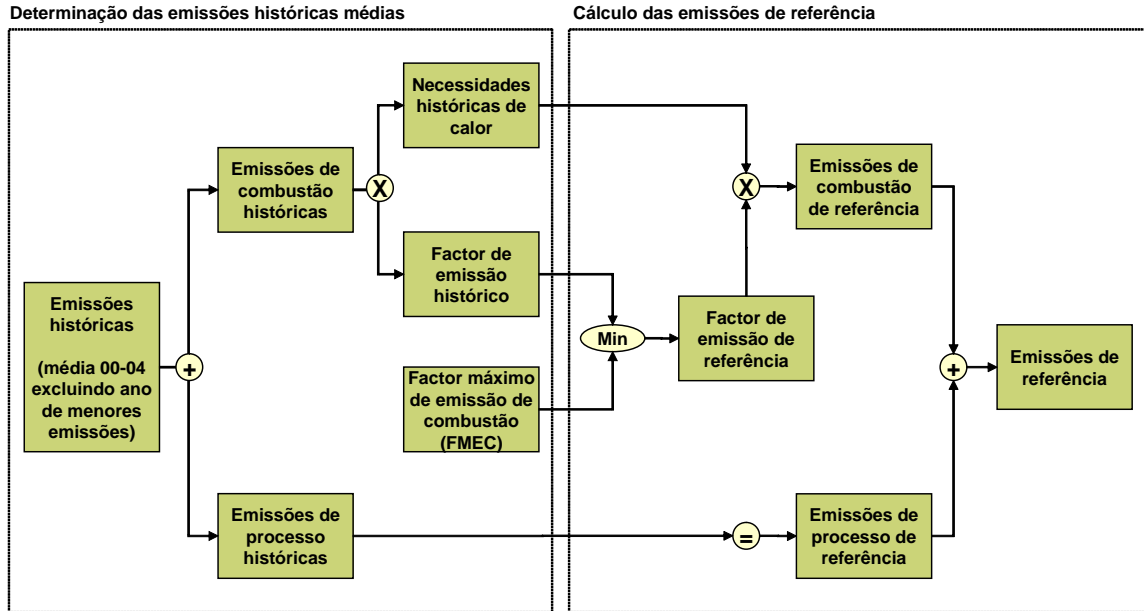 Determinação das emissões históricas médias
Cálculo das emissões de referência
Necessidades
históricas de
calor
Emissões de
combustão
históricas
X
Factor de
emissão
histórico
Emissões
históricas
(média 00-04
excluindo ano
de menores
emissões)
+
Factor máximo
de emissão de
combustão
(FMEC)
Emissões de
processo
históricas
Min
X
Emissões de
combustão
de referência
Factor de
emissão de
referência
+
Emissões de
referência
=
Emissões de
processo de
referência